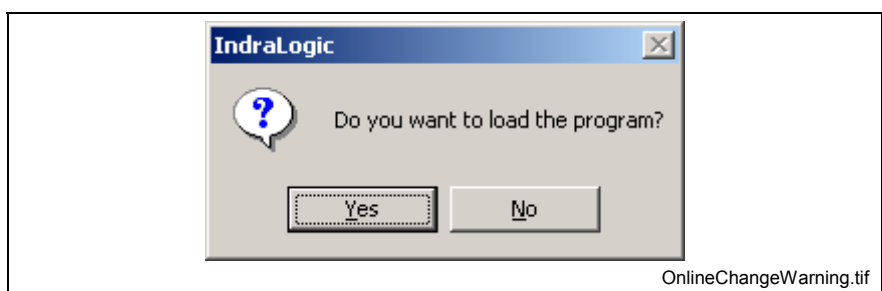 IndraLogic
Do you want to load the program?
Yes
No
OnlineChangeWarning.tif